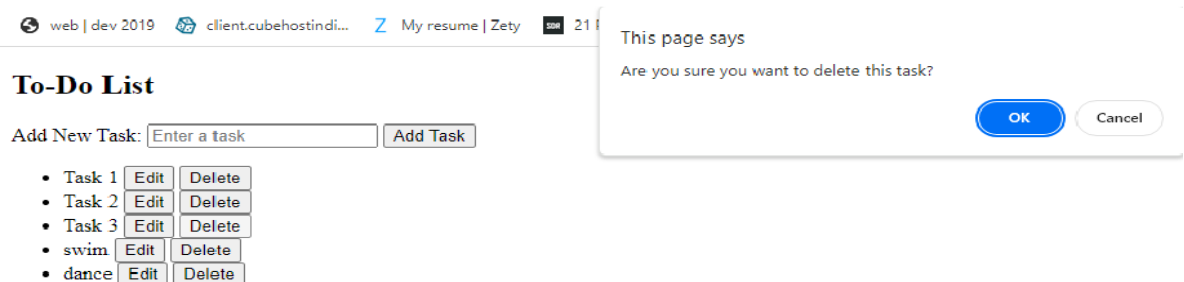 web | dev 2019 client.cubehostindi... Z My resume | Zety SDR 21
This page says
Are you sure you want to delete this task?
OK Cancel
To-Do List
Add New Task: Enter a task Add Task
• Task 1 Edit Delete
• Task 2 Edit Delete
• Task 3 Edit Delete
• swim Edit Delete
• dance Edit Delete